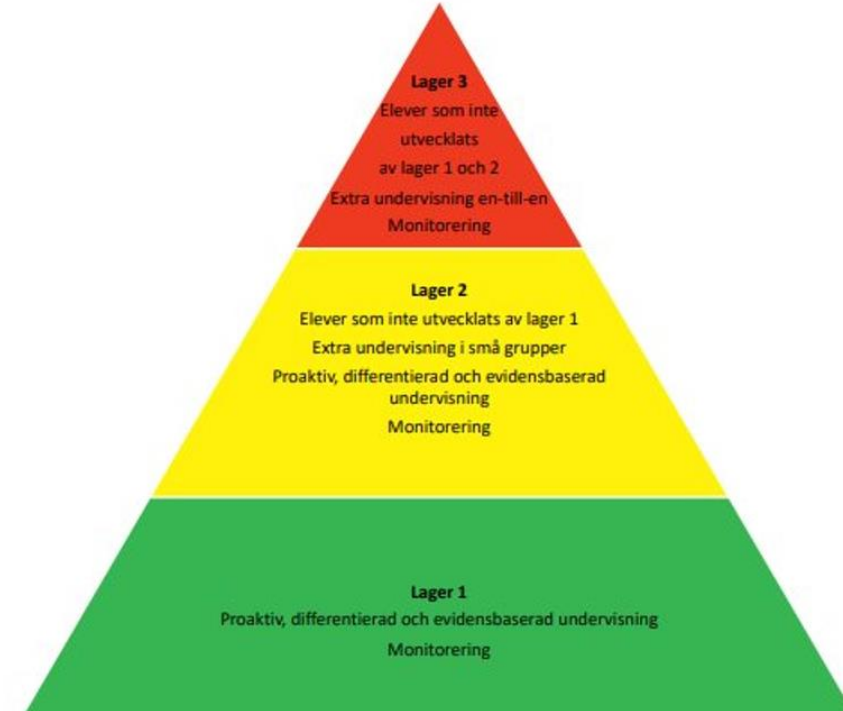 Lager 3
Elever som inte
utvecklats
av lager 1 och 2
Extra undervisning en-till-en
Monitorering
Lager 2
Elever som inte utvecklats av lager 1
Extra undervisning i små grupper
Proaktiv, differentierad och evidensbaserad
undervisning
Monitorering
Lager 1
Proaktiv, differentierad och evidensbaserad undervisning
Monitorering